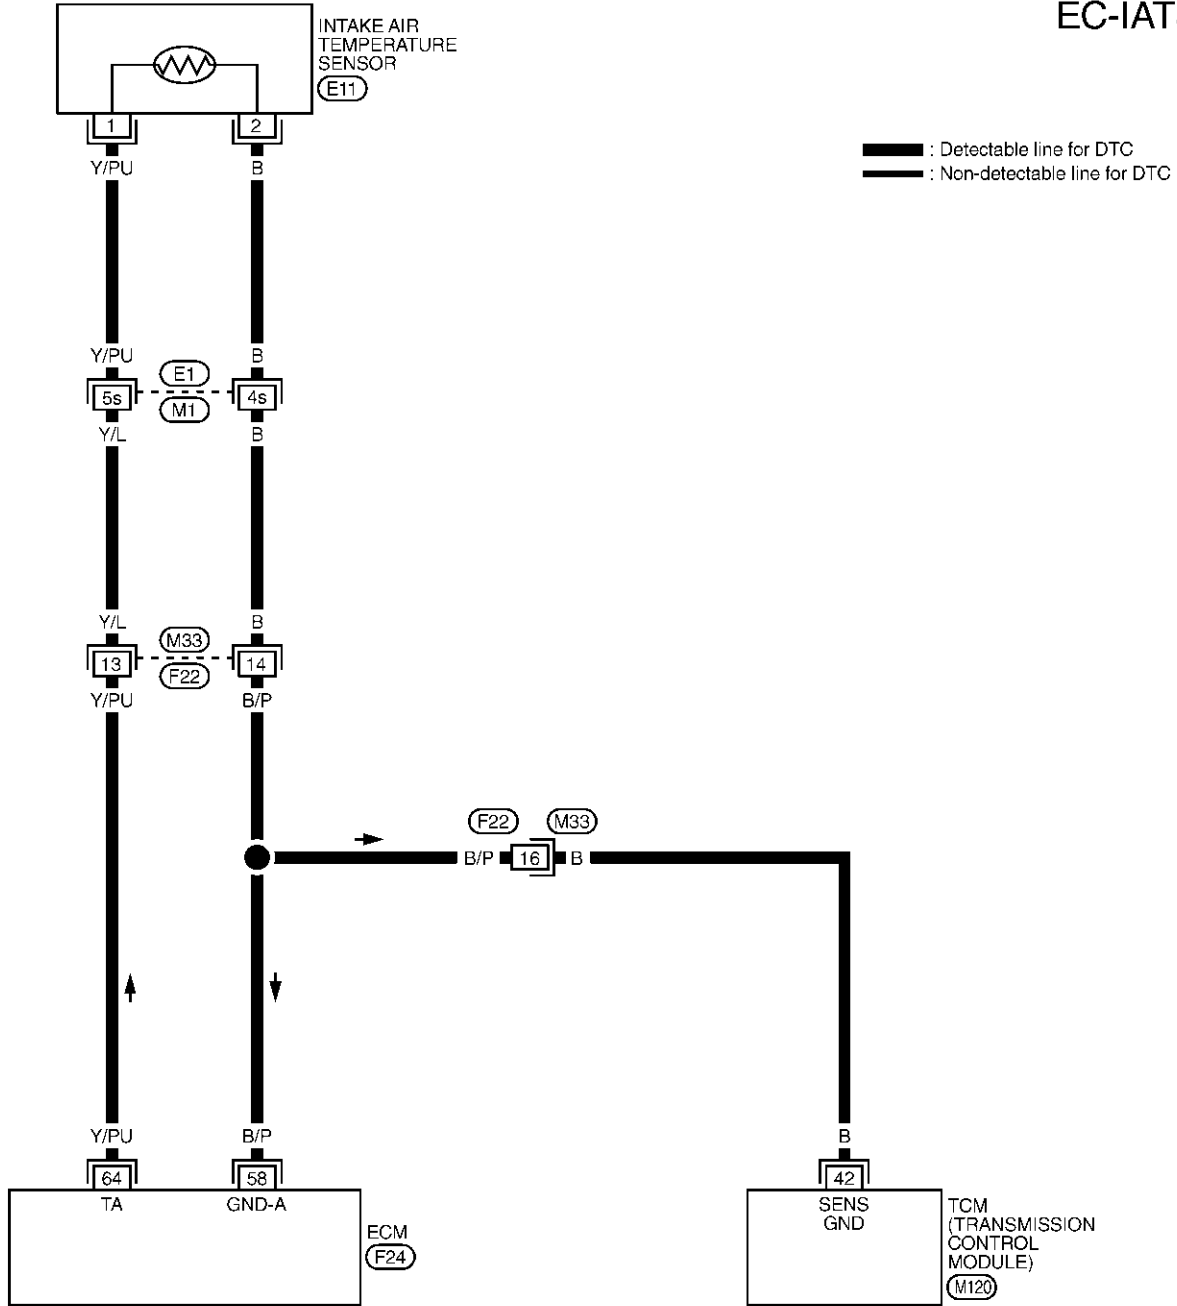 EC-IAT
INTAKE AIR
TEMPERATURE
SENSOR
E11
1 2
Y/PU B
: Detectable line for DTC
: Non-detectable line for DTC
Y/PU B
E1
5s 4s
M1
Y/L B
Y/L B
M33
13 14
F22
Y/PU B/P
F22 M33
B/P 16 B
Y/PU B/P B
64 58 42
TA GND-A
SENS
GND
ECM
F24
TCM
(TRANSMISSION
CONTROL
MODULE)
M120